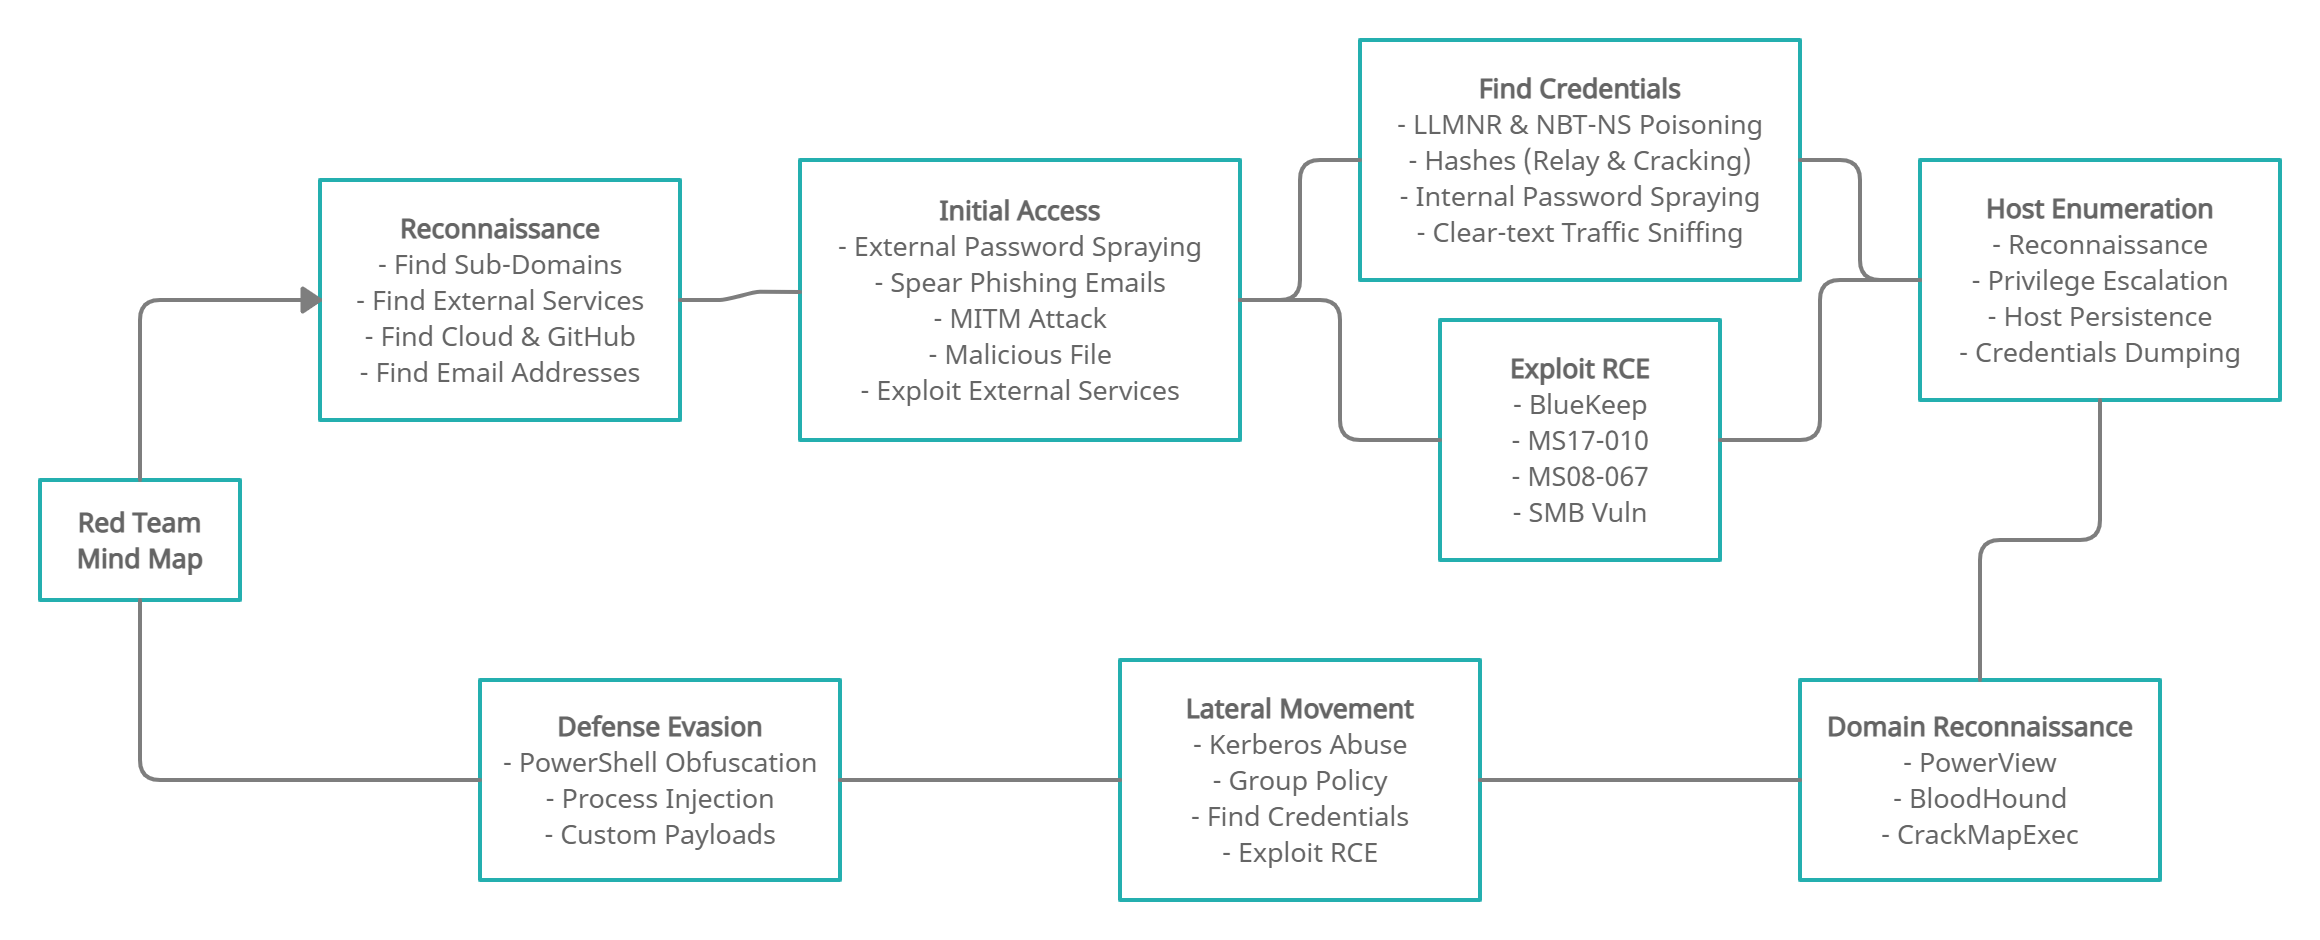 Red Team
Mind Map
Reconnaissance
- Find Sub-Domains
- Find External Services
- Find Cloud & GitHub
- Find Email Addresses
Initial Access
- External Password Spraying
- Spear Phishing Emails
- MITM Attack
- Malicious File
- Exploit External Services
Find Credentials
- LLMNR & NBT-NS Poisoning
- Hashes (Relay & Cracking)
- Internal Password Spraying
- Clear-text Traffic Sniffing
Exploit RCE
- BlueKeep
- MS17-010
- MS08-067
- SMB Vuln
Host Enumeration
- Reconnaissance
- Privilege Escalation
- Host Persistence
- Credentials Dumping
Domain Reconnaissance
- PowerView
- BloodHound
- CrackMapExec
Lateral Movement
- Kerberos Abuse
- Group Policy
- Find Credentials
- Exploit RCE
Defense Evasion
- PowerShell Obfuscation
- Process Injection
- Custom Payloads